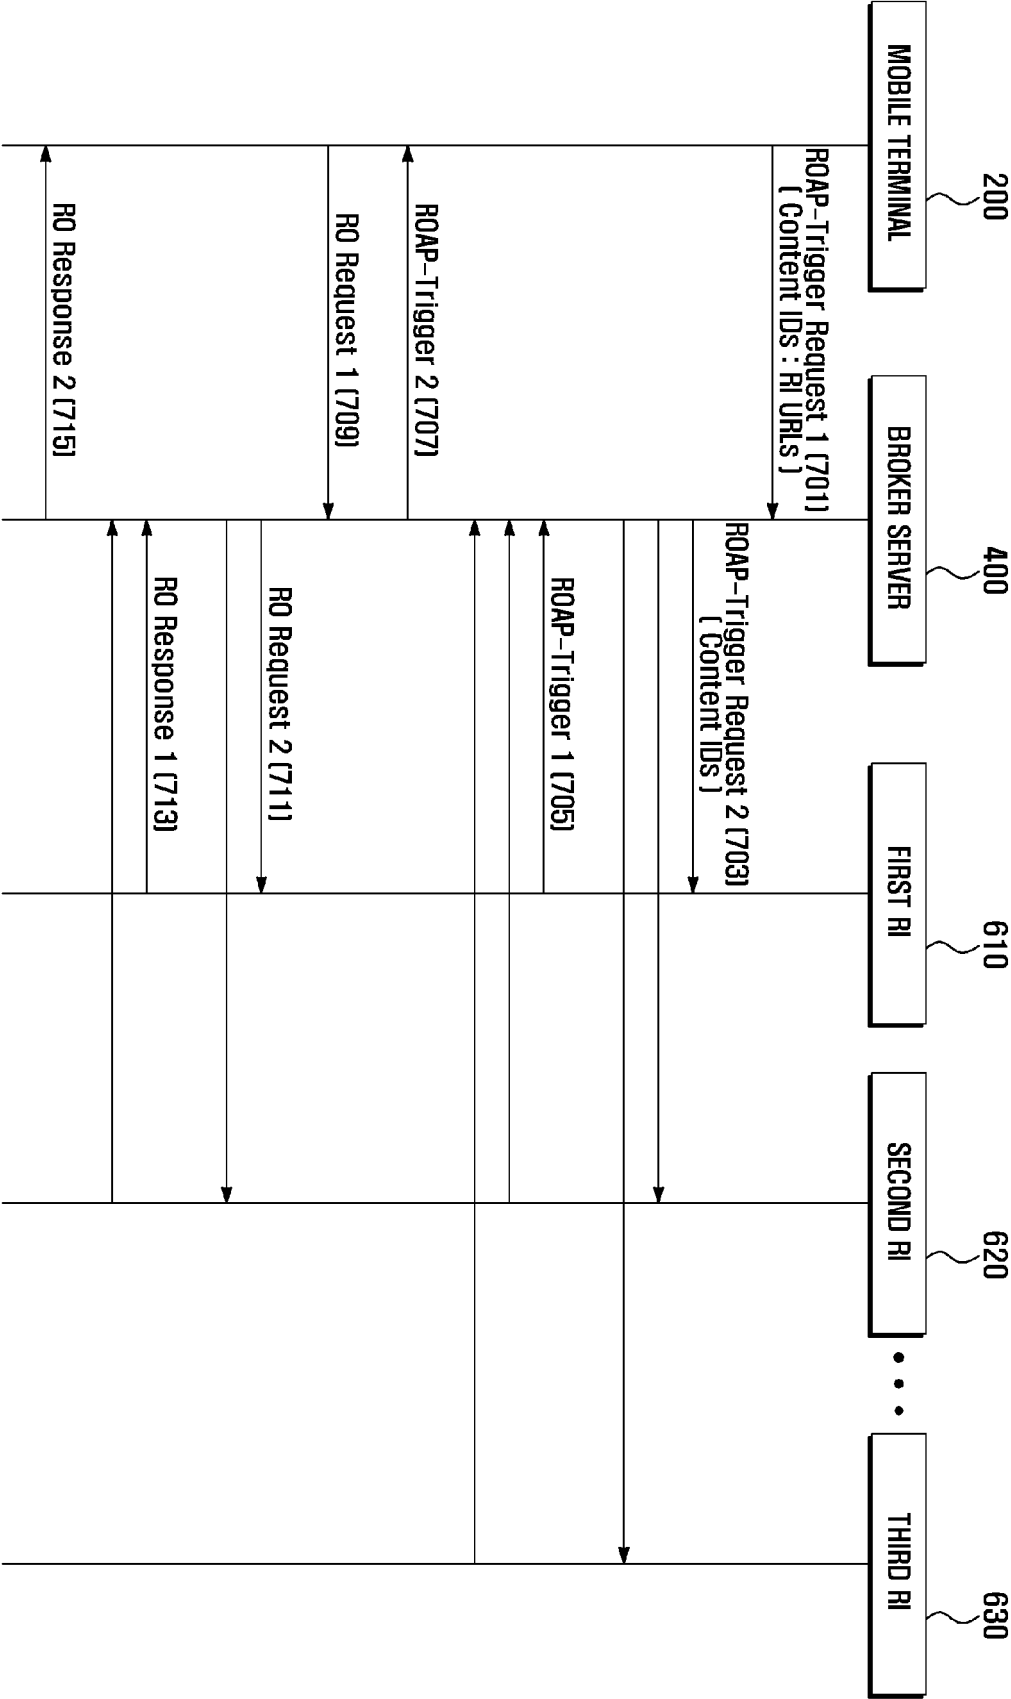 200
400
610
620
630
MOBILE TERMINAL
BROKER SERVER
FIRST RI
SECOND RI
• • •
THIRD RI
ROAP-Trigger Request 1 (701)
( Content IDs : RI URLs )
ROAP-Trigger Request 2 (703)
( Content IDs )
ROAP-Trigger 1 (705)
ROAP-Trigger 2 (707)
RO Request 1 (709)
RO Request 2 (711)
RO Response 1 (713)
RO Response 2 (715)